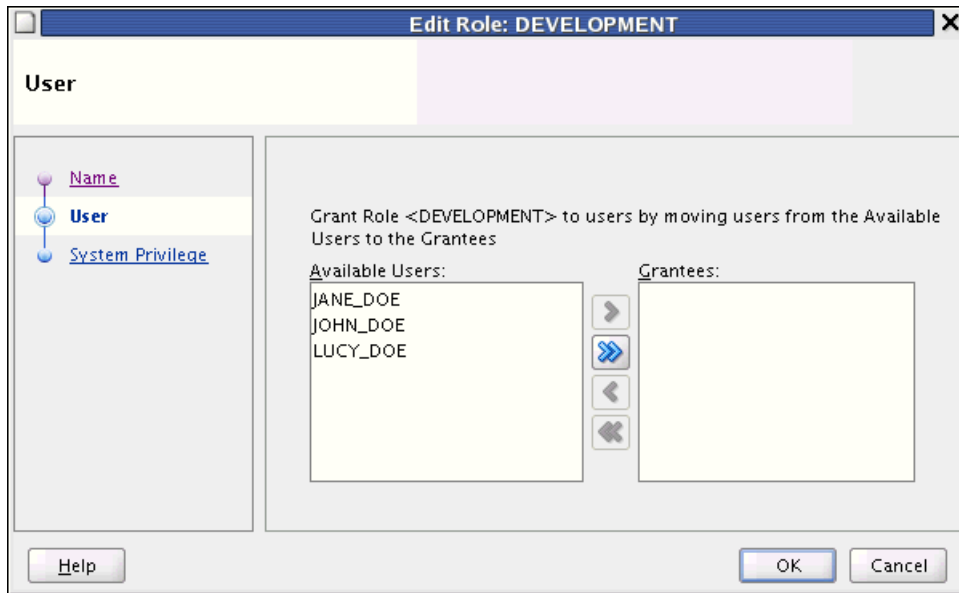 Edit Role: DEVELOPMENT
User
Name
User
System Privilege
Grant Role <DEVELOPMENT> to users by moving users from the Available
Users to the Grantees
Available Users:
Grantees:
JANE_DOE
JOHN_DOE
LUCY_DOE
Help
OK
Cancel